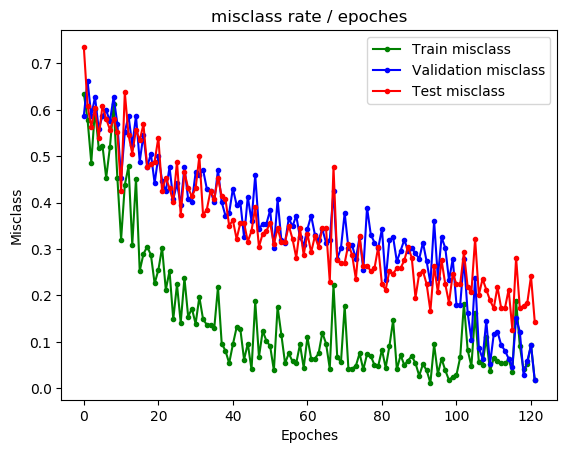 misclass rate / epoches
Train misclass
Validation misclass
Test misclass
Misclass
0.7
0.6
0.5
0.4
0.3
0.2
0.1
0.0
0 20 40 60 80 100 120
Epoches